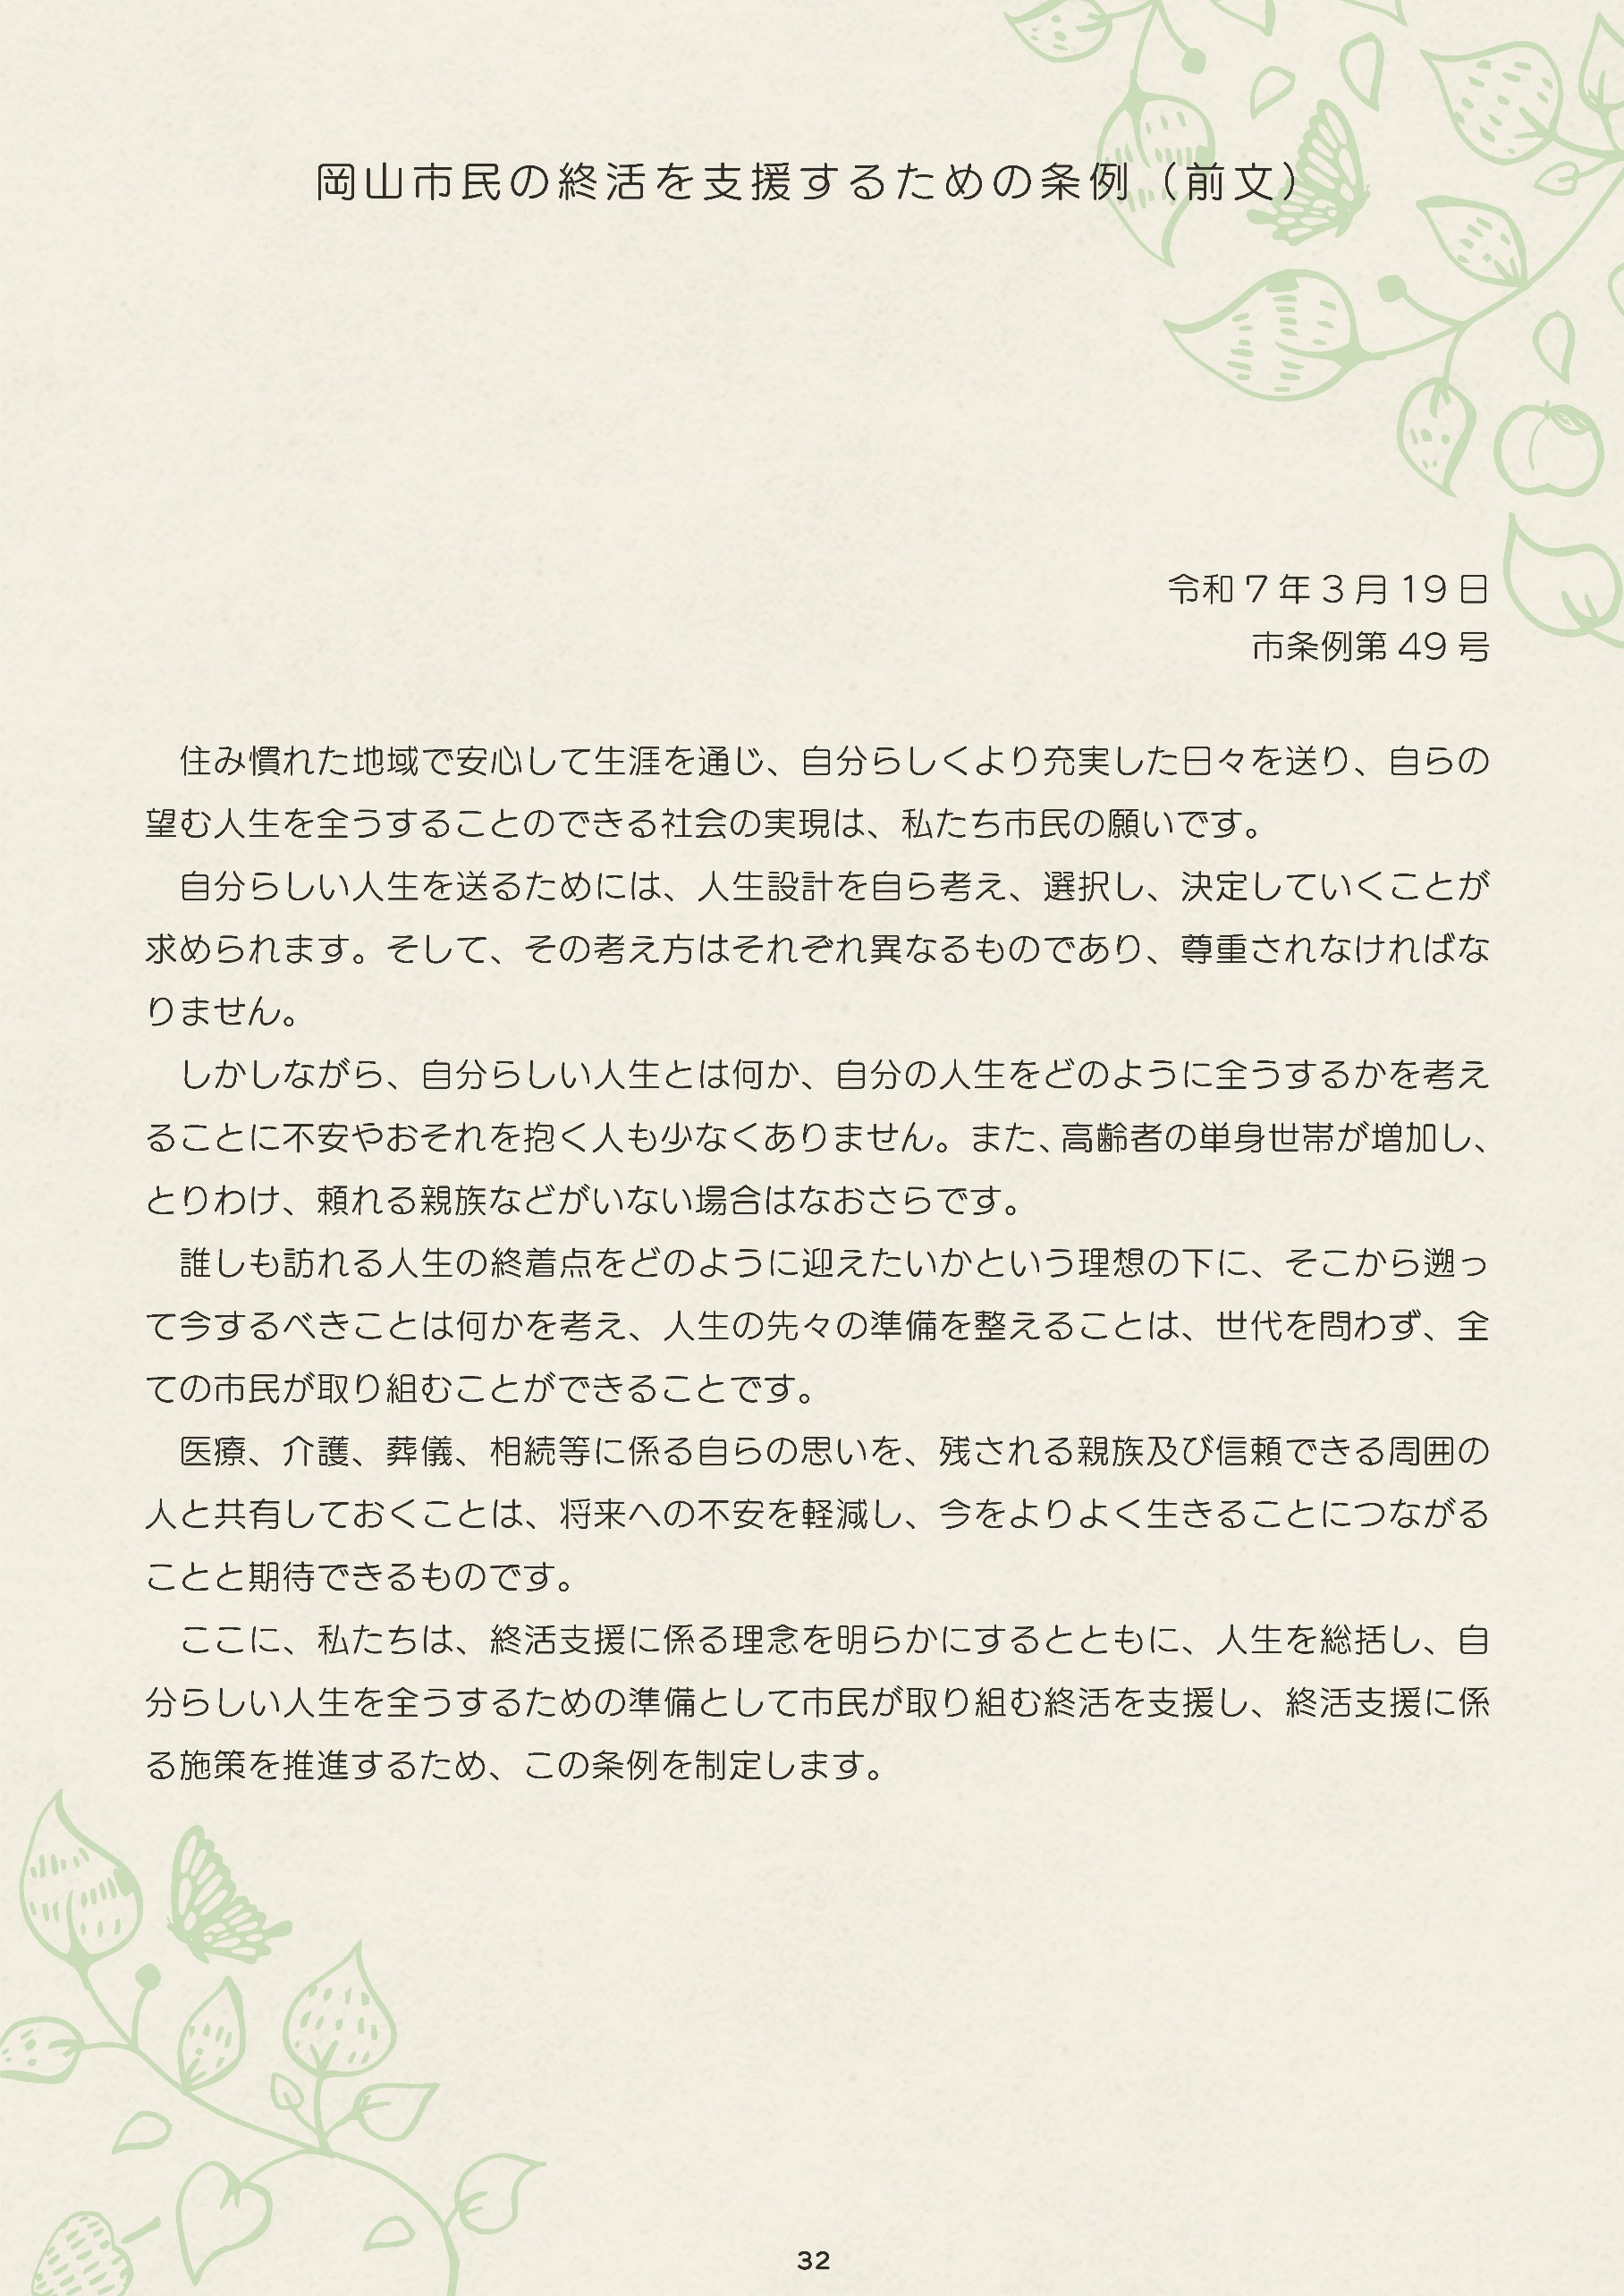 岡山市民の終活を支援するための条例（前文）
令和７年３月 19 日
市条例第 49 号
　住み慣れた地域で安心して生涯を通じ、自分らしくより充実した日々を送り、自らの
望む人生を全うすることのできる社会の実現は、私たち市民の願いです。
　自分らしい人生を送るためには、人生設計を自ら考え、選択し、決定していくことが
求められます。そして、その考え方はそれぞれ異なるものであり、尊重されなければな
りません。
　しかしながら、自分らしい人生とは何か、自分の人生をどのように全うするかを考え
ることに不安やおそれを抱く人も少なくありません。また、高齢者の単身世帯が増加し、
とりわけ、頼れる親族などがいない場合はなおさらです。
　誰しも訪れる人生の終着点をどのように迎えたいかという理想の下に、そこから遡っ
て今するべきことは何かを考え、人生の先々の準備を整えることは、世代を問わず、全
ての市民が取り組むことができることです。
　医療、介護、葬儀、相続等に係る自らの思いを、残される親族及び信頼できる周囲の
人と共有しておくことは、将来への不安を軽減し、今をよりよく生きることにつながる
ことと期待できるものです。
　ここに、私たちは、終活支援に係る理念を明らかにするとともに、人生を総括し、自
分らしい人生を全うするための準備として市民が取り組む終活を支援し、終活支援に係
る施策を推進するため、この条例を制定します。
32